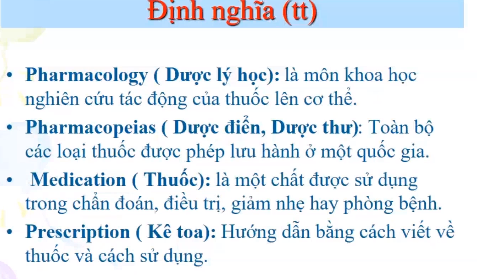 Định nghĩa (tt)
• Pharmacology ( Dược lý học): là môn khoa học
nghiên cứu tác động của thuốc lên cơ thể.
• Pharmacopeias ( Dược điển, Dược thư): Toàn bộ
các loại thuốc được phép lưu hành ở một quốc gia.
• Medication ( Thuốc): là một chất được sử dụng
trong chẩn đoán, điều trị, giảm nhẹ hay phòng bệnh.
• Prescription ( Kê toa): Hướng dẫn bằng cách viết về
thuốc và cách sử dụng.